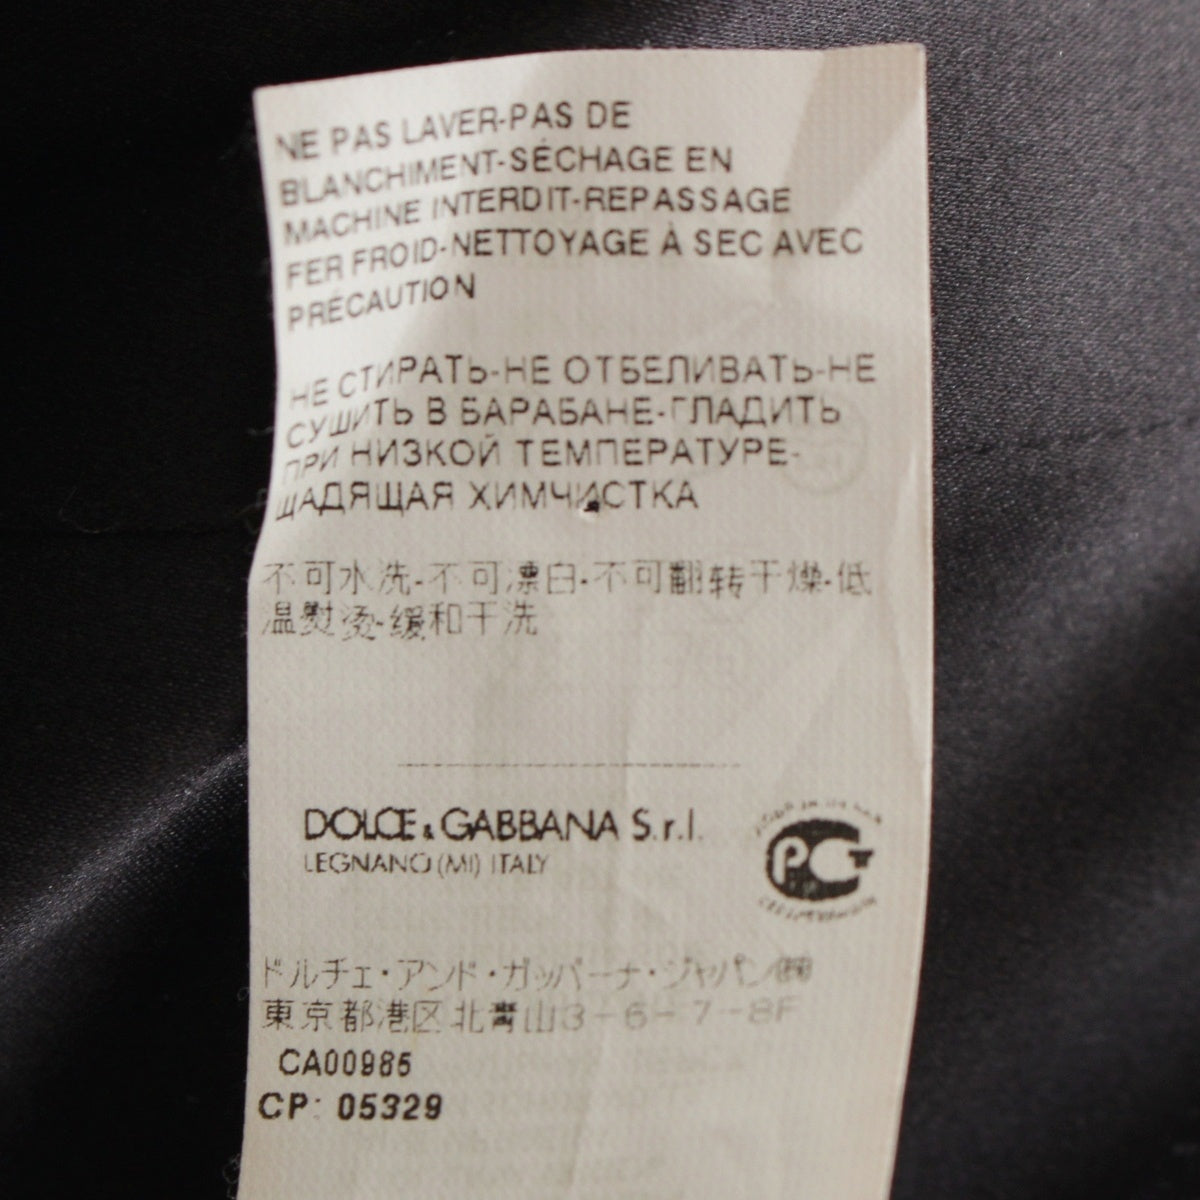 NE PAS LAVER-PAS DE
BLANCHIMENT-SÉCHAGE EN
MACHINE INTERDIT-REPASSAGE
FER FROID-NETTOYAGE À SEC AVEC
PRÉCAUTION
НЕ СТИРАТЬ-НЕ ОТБЕЛИВАТЬ-НЕ
СУШИТЬ В БАРАБАНЕ-ГЛАДИТЬ
ПРИ НИЗКОЙ ТЕМПЕРАТУРЕ-
ЩАДЯЩАЯ ХИМЧИСТКА
不可水洗-不可漂白-不可翻转干燥-低
温熨烫-缓和干洗
DOLCE & GABBANA S.r.l.
LEGNANO (MI) ITALY
РСТ
ドルチェ・アンド・ガッバーナ・ジャパン㈱
東京都港区北青山3-6-7-8F
CA00985
CP: 05329